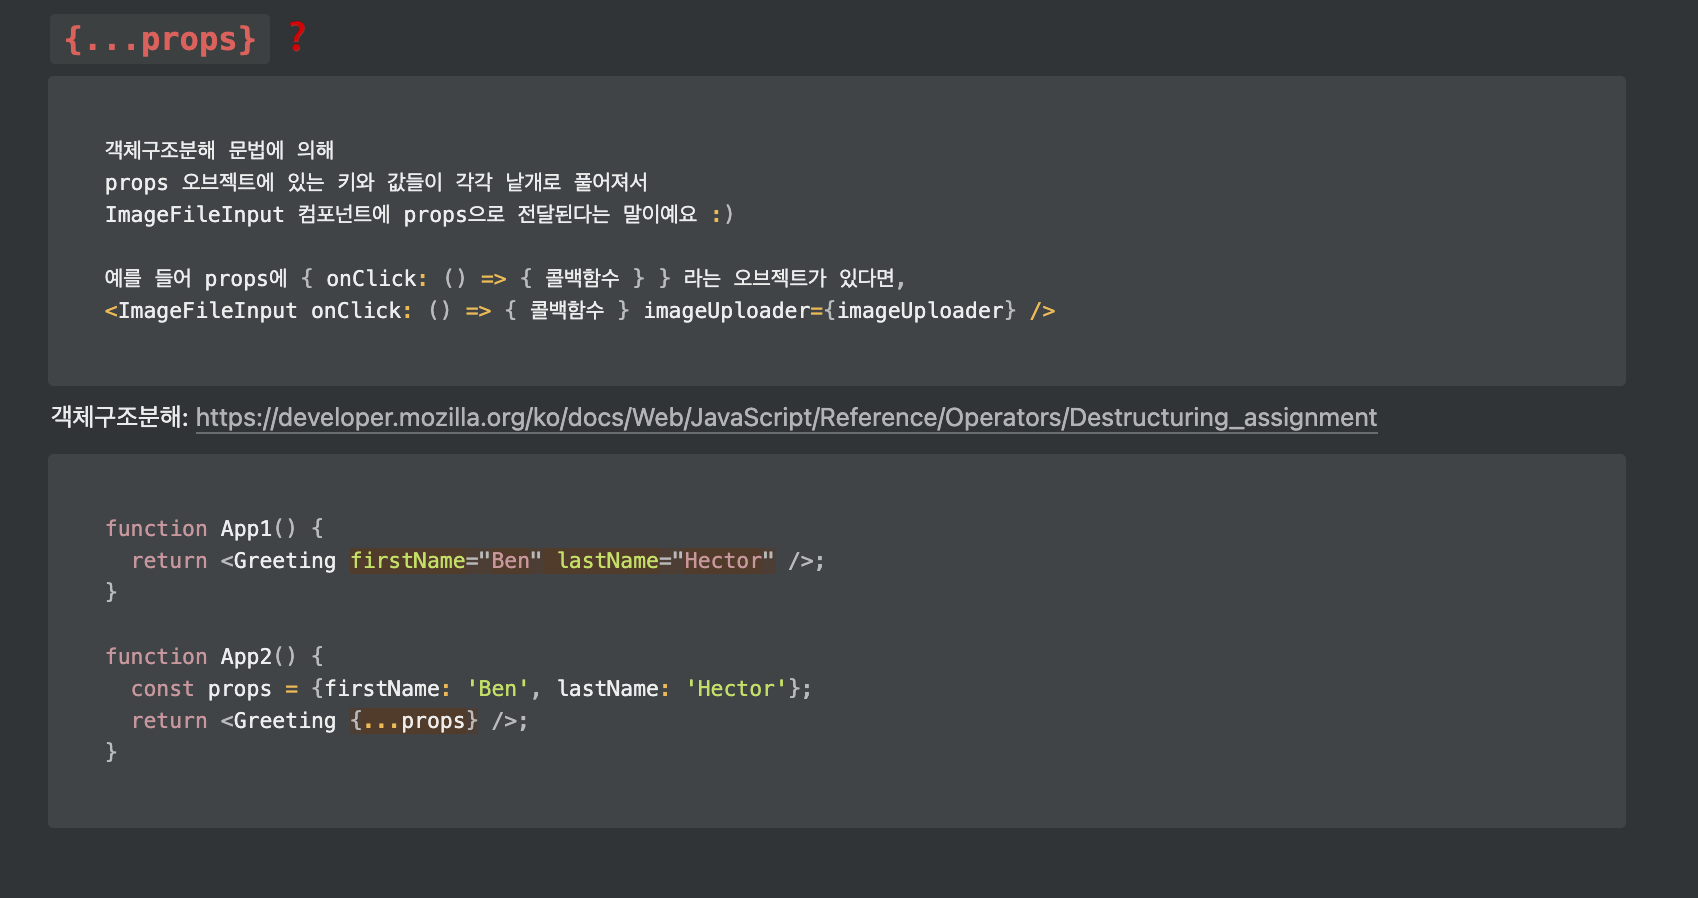 {...props} ?
객체구조분해 문법에 의해
props 오브젝트에 있는 키와 값들이 각각 낱개로 풀어져서
ImageFileInput 컴포넌트에 props으로 전달된다는 말이예요 :)
예를 들어 props에 { onClick: () => { 콜백함수 } } 라는 오브젝트가 있다면,
<ImageFileInput onClick: () => { 콜백함수 } imageUploader={imageUploader} />
객체구조분해: https://developer.mozilla.org/ko/docs/Web/JavaScript/Reference/Operators/Destructuring_assignment
function App1() {
  return <Greeting firstName="Ben" lastName="Hector" />;
}
function App2() {
  const props = {firstName: 'Ben', lastName: 'Hector'};
  return <Greeting {...props} />;
}